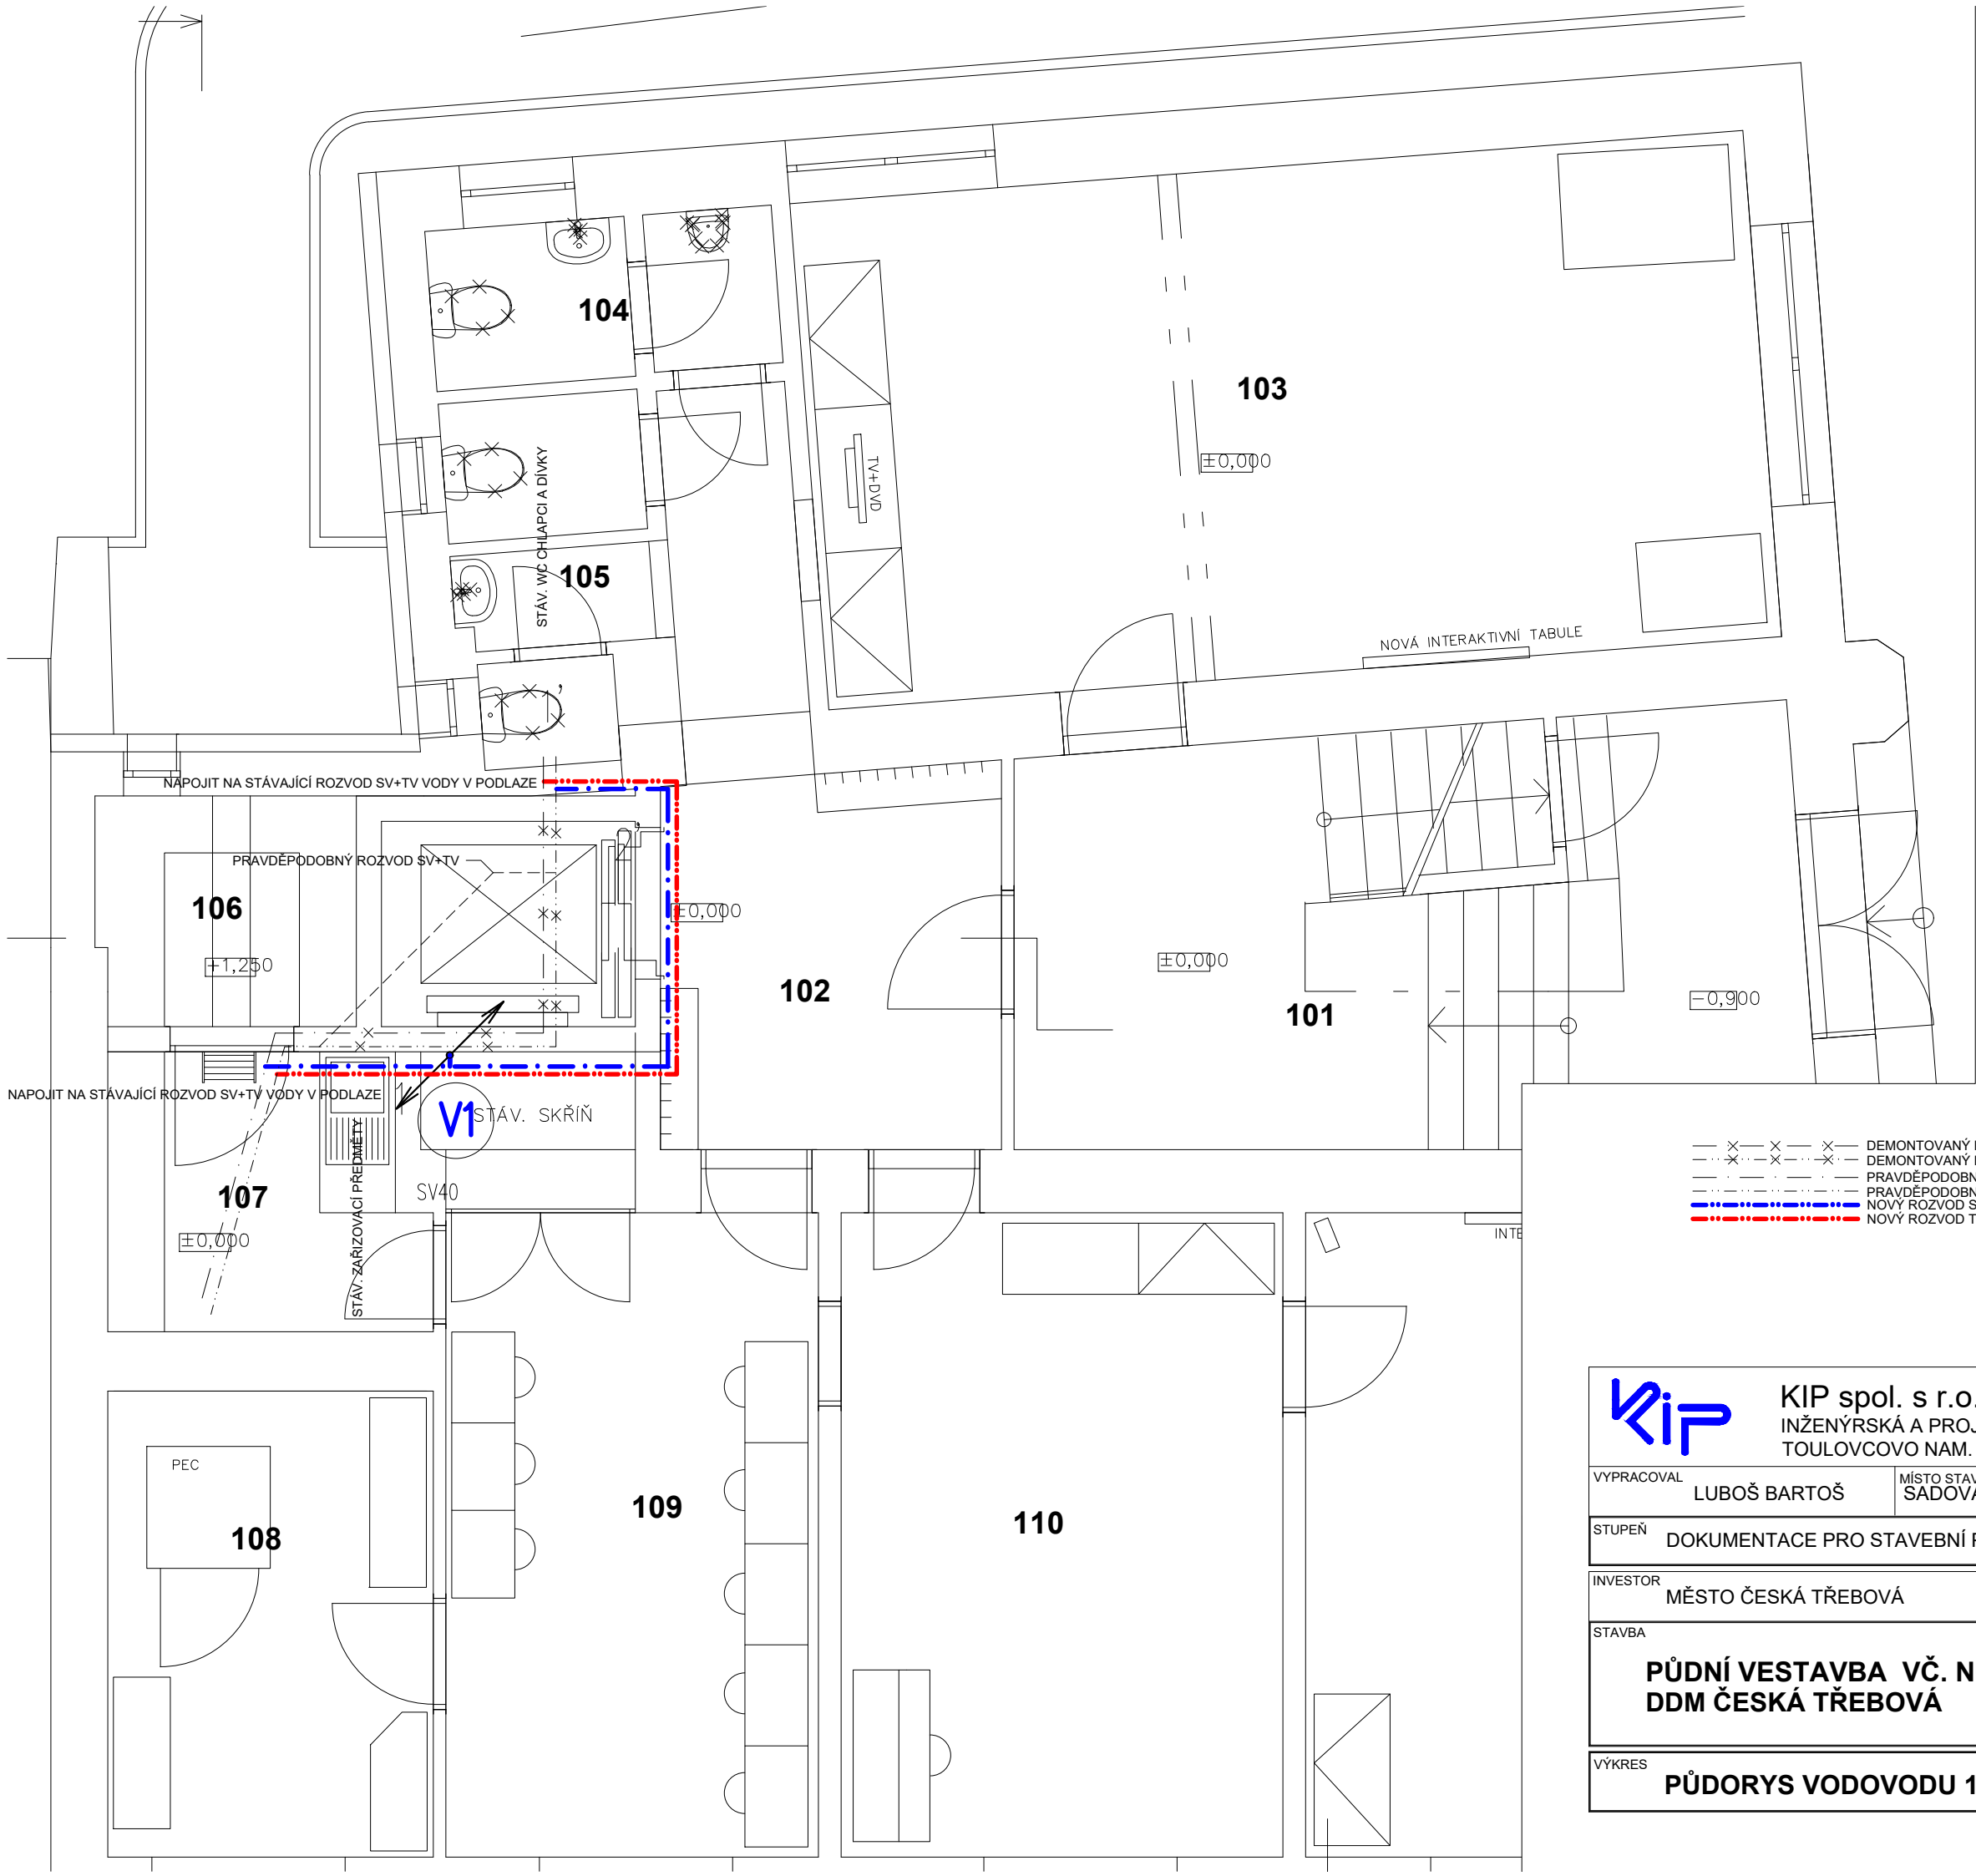 104
103
±0,000
TV+DVD
STÁV. WC CHLAPCI A DÍVKY
105
NOVÁ INTERAKTIVNÍ TABULE
NAPOJIT NA STÁVAJÍCÍ ROZVOD SV+TV VODY V PODLAZE
PRAVDĚPODOBNÝ ROZVOD SV+TV
106
±0,000
+1,250
102
±0,000
101
-0,900
NAPOJIT NA STÁVAJÍCÍ ROZVOD SV+TV VODY V PODLAZE
V1
STÁV. SKŘÍŇ
STÁV. ZAŘIZOVACÍ PŘEDMĚTY
SV40
107
±0,000
DEMONTOVANÝ
DEMONTOVANÝ
PRAVDĚPODOBN
PRAVDĚPODOBN
NOVÝ ROZVOD S
NOVÝ ROZVOD T
INTE
PEC
108
109
110
KIP
KIP spol. s r.o.
INŽENÝRSKÁ A PROJ
TOULOVCOVO NAM.
VYPRACOVAL
LUBOŠ BARTOŠ
MÍSTO STAV
SADOVÁ
STUPEŇ
DOKUMENTACE PRO STAVEBNÍ
INVESTOR
MĚSTO ČESKÁ TŘEBOVÁ
STAVBA
PŮDNÍ VESTAVBA VČ. N
DDM ČESKÁ TŘEBOVÁ
VÝKRES
PŮDORYS VODOVODU 1